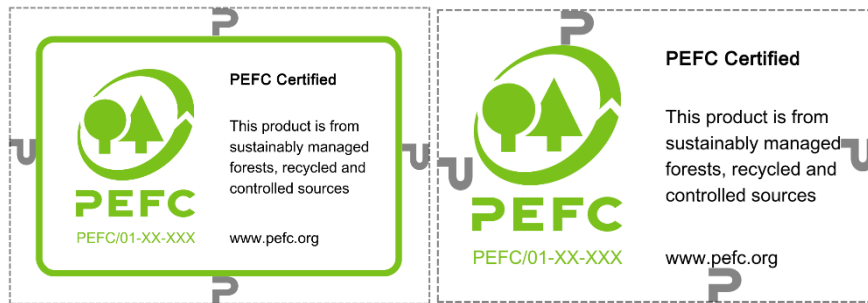 P
PEFC Certified
This product is from
sustainably managed
forests, recycled and
controlled sources
PEFC
PEFC/01-XX-XXX
www.pefc.org
P
P
P
P
PEFC Certified
This product is from
sustainably managed
forests, recycled and
controlled sources
PEFC
PEFC/01-XX-XXX
www.pefc.org
P
P
P